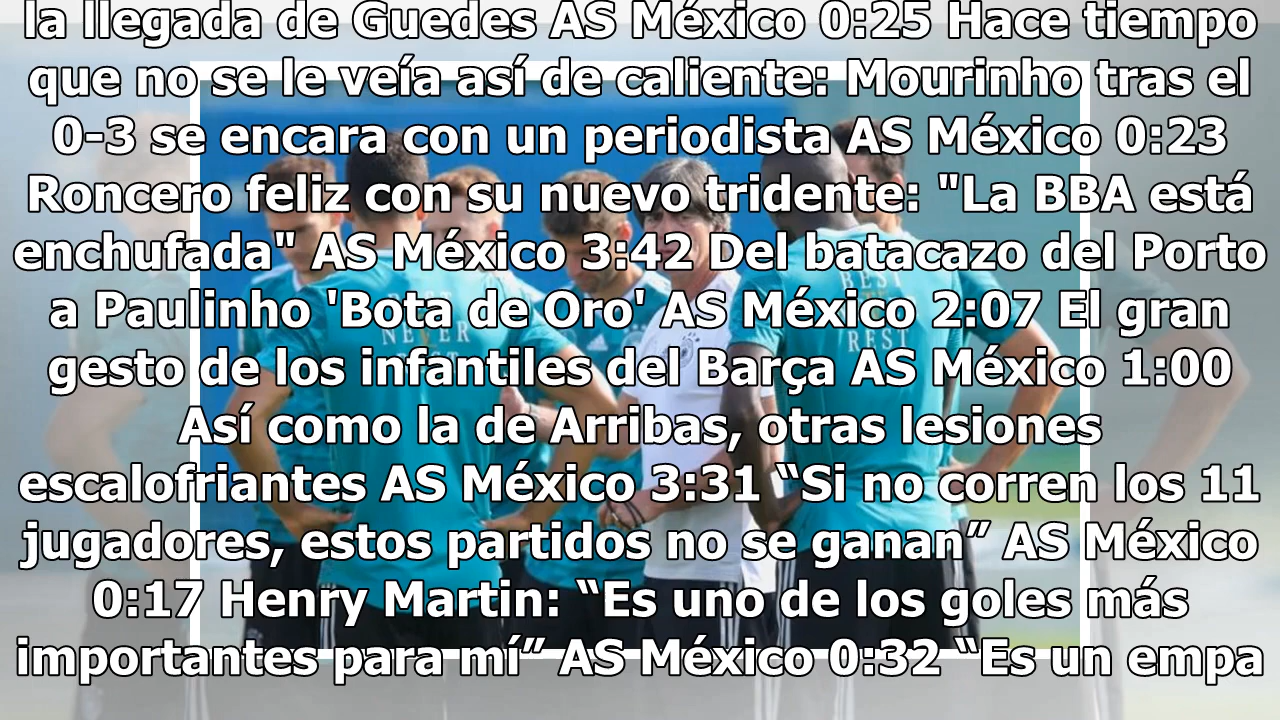 la llegada de Guedes AS México 0:25 Hace tiempo
que no se le veía así de caliente: Mourinho tras el
0-3 se encara con un periodista AS México 0:23
Roncero feliz con su nuevo tridente: "La BBA está
enchufada" AS México 3:42 Del batacazo del Porto
a Paulinho 'Bota de Oro' AS México 2:07 El gran
gesto de los infantiles del Barça AS México 1:00
Así como la de Arribas, otras lesiones
escalofriantes AS México 3:31 “Si no corren los 11
jugadores, estos partidos no se ganan” AS México
0:17 Henry Martin: “Es uno de los goles más
importantes para mí” AS México 0:32 “Es un empa
BEST
NEVER
REST
BEST
REST